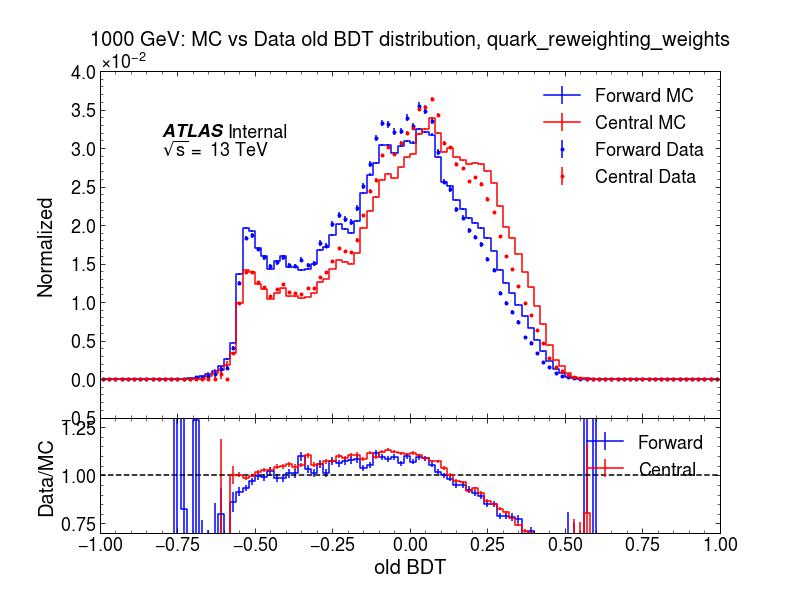 1000 GeV: MC vs Data old BDT distribution, quark_reweighting_weights
×10⁻²
4.0
3.5
3.0
2.5
2.0
1.5
1.0
0.5
0.0
−0.5
Normalized
ATLAS Internal
√s = 13 TeV
Forward MC
Central MC
Forward Data
Central Data
1.25
1.00
0.75
Data/MC
Forward
Central
−1.00 −0.75 −0.50 −0.25 0.00 0.25 0.50 0.75 1.00
old BDT